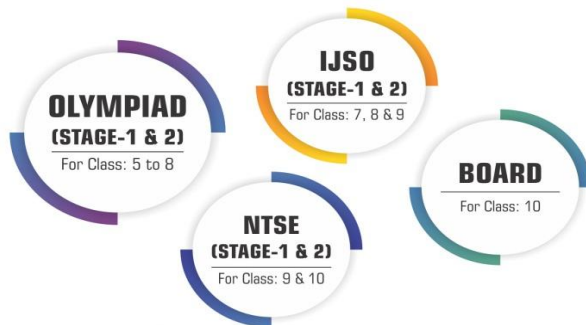 OLYMPIAD
(STAGE-1 & 2)
For Class: 5 to 8
IJSO
(STAGE-1 & 2)
For Class: 7, 8 & 9
NTSE
(STAGE-1 & 2)
For Class: 9 & 10
BOARD
For Class: 10